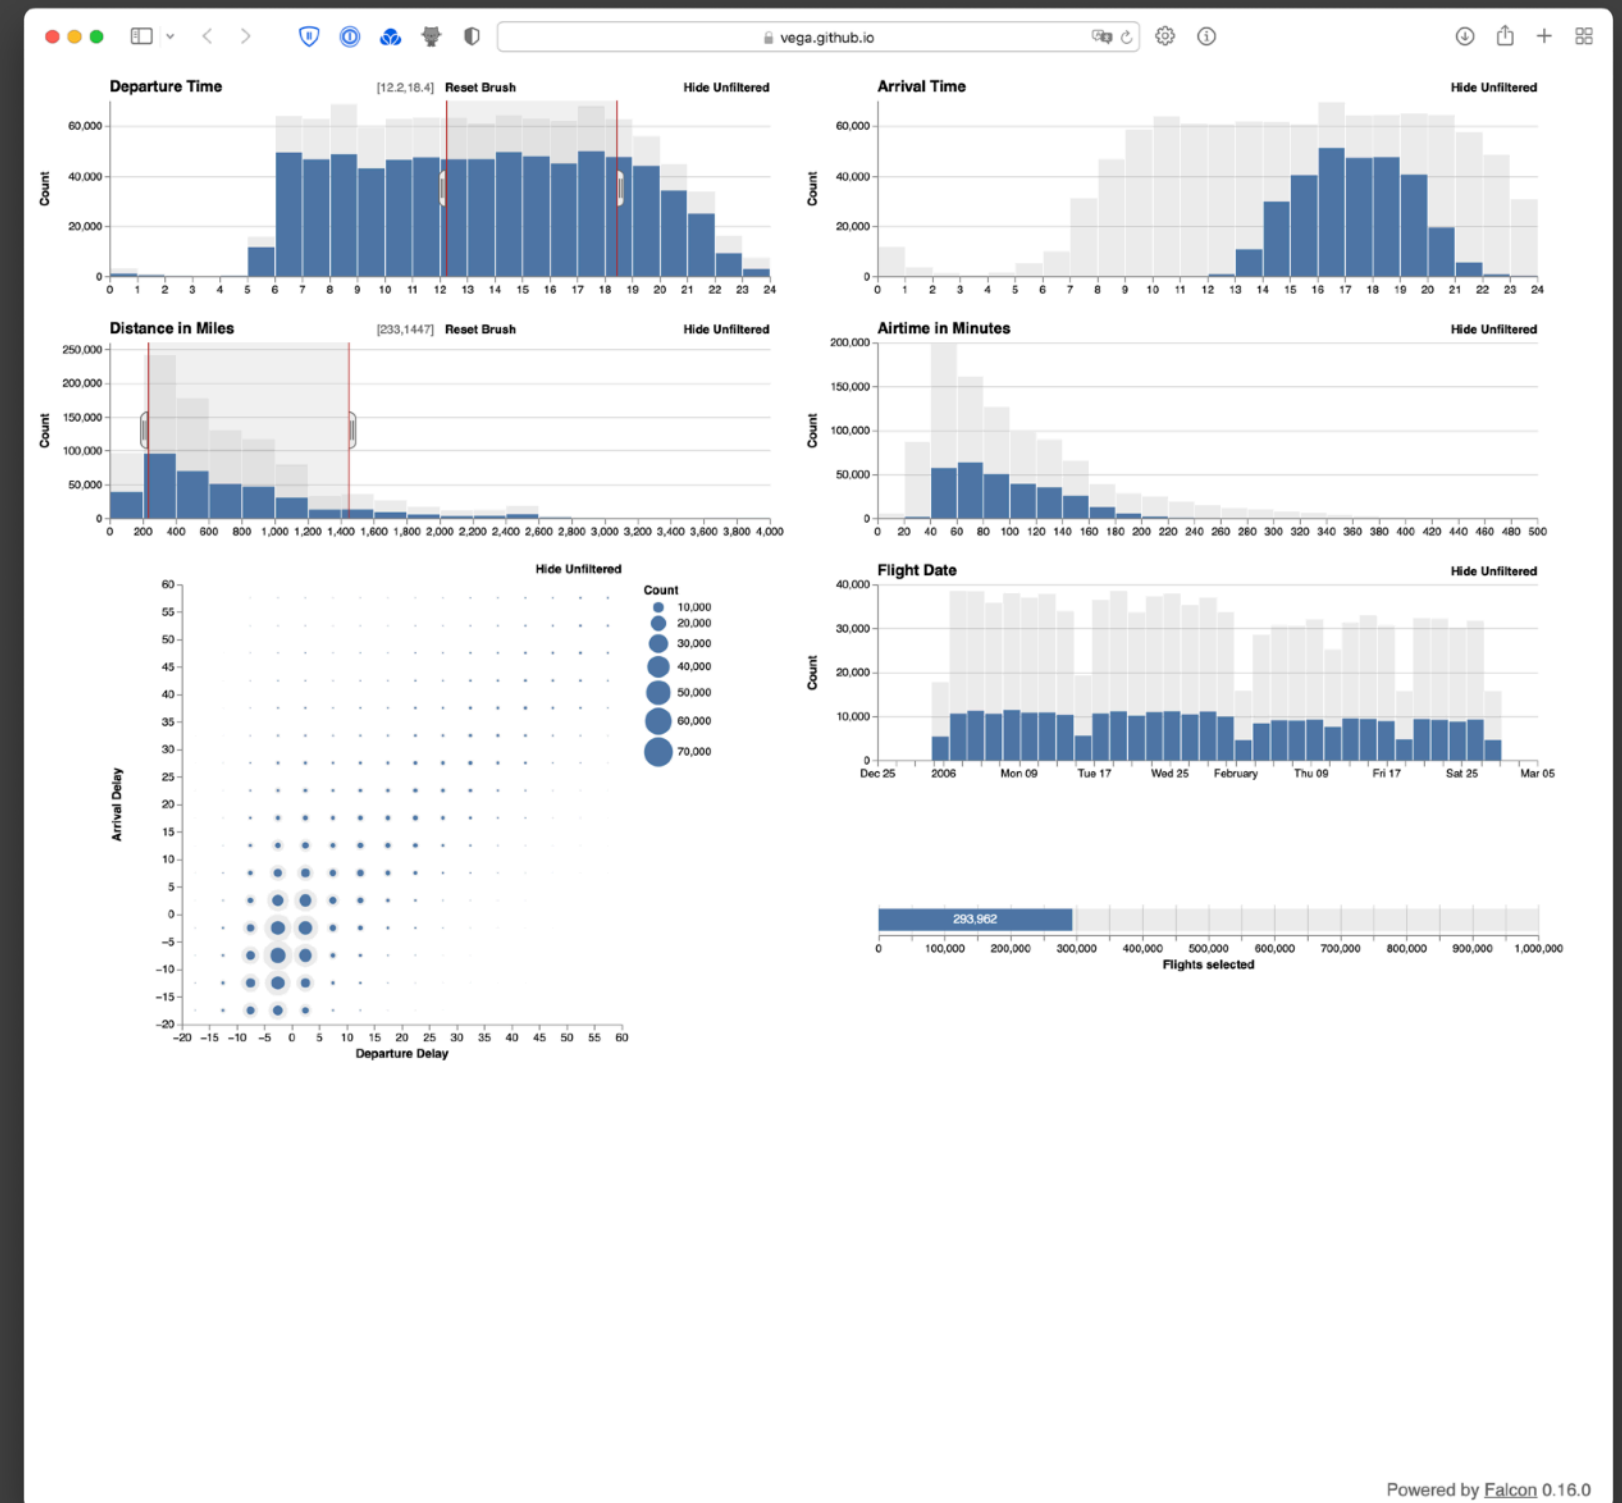 vega.github.io
Departure Time [12.2,18.4] Reset Brush Hide Unfiltered
Count
60,000
40,000
20,000
0
0 1 2 3 4 5 6 7 8 9 10 11 12 13 14 15 16 17 18 19 20 21 22 23 24
Arrival Time Hide Unfiltered
Count
60,000
40,000
20,000
0
0 1 2 3 4 5 6 7 8 9 10 11 12 13 14 15 16 17 18 19 20 21 22 23 24
Distance in Miles [233,1447] Reset Brush Hide Unfiltered
Count
250,000
200,000
150,000
100,000
50,000
0
0 200 400 600 800 1,000 1,200 1,400 1,600 1,800 2,000 2,200 2,400 2,600 2,800 3,000 3,200 3,400 3,600 3,800 4,000
Airtime in Minutes Hide Unfiltered
Count
200,000
150,000
100,000
50,000
0
0 20 40 60 80 100 120 140 160 180 200 220 240 260 280 300 320 340 360 380 400 420 440 460 480 500
Hide Unfiltered
Arrival Delay
60
55
50
45
40
35
30
25
20
15
10
5
0
−5
−10
−15
−20
−20 −15 −10 −5 0 5 10 15 20 25 30 35 40 45 50 55 60
Departure Delay
Count
10,000
20,000
30,000
40,000
50,000
60,000
70,000
Flight Date Hide Unfiltered
Count
40,000
30,000
20,000
10,000
0
Dec 25 2006 Mon 09 Tue 17 Wed 25 February Thu 09 Fri 17 Sat 25 Mar 05
293,962
0 100,000 200,000 300,000 400,000 500,000 600,000 700,000 800,000 900,000 1,000,000
Flights selected
Powered by Falcon 0.16.0